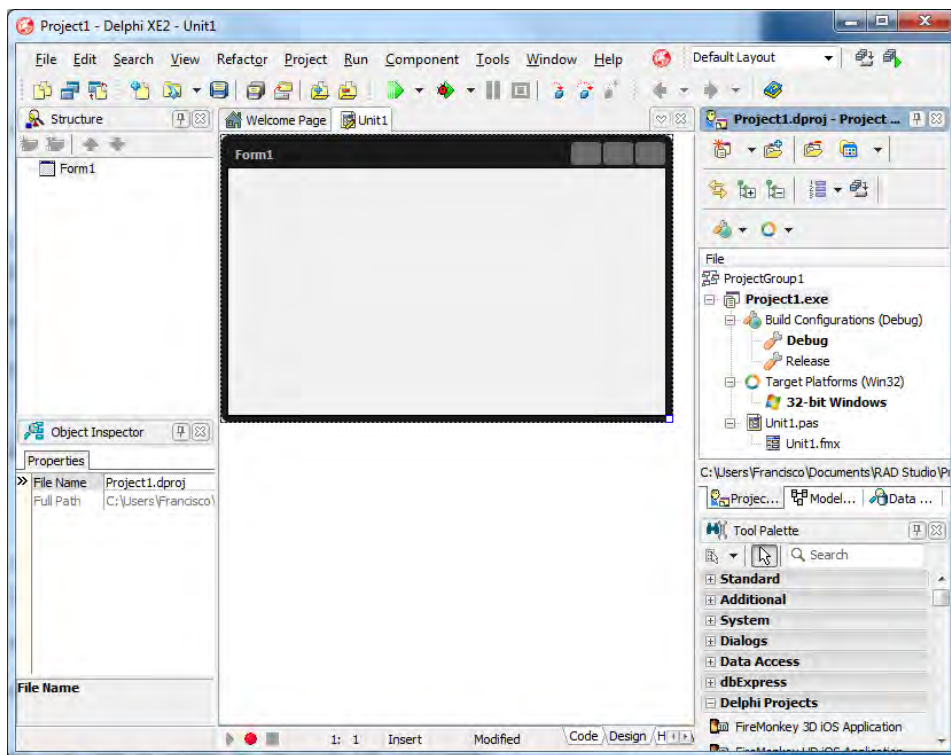 Project1 - Delphi XE2 - Unit1
File Edit Search View Refactor Project Run Component Tools Window Help Default Layout
Structure
Form1
Welcome Page Unit1
Form1
Object Inspector
Properties
File Name Project1.dproj
Full Path C:\Users\Francisco\
File Name
1: 1 Insert Modified Code Design H
Project1.dproj - Project ...
File
ProjectGroup1
Project1.exe
Build Configurations (Debug)
Debug
Release
Target Platforms (Win32)
32-bit Windows
Unit1.pas
Unit1.fmx
C:\Users\Francisco\Documents\RAD Studio\Pr
Projec... Model... Data ...
Tool Palette
Search
Standard
Additional
System
Dialogs
Data Access
dbExpress
Delphi Projects
FireMonkey 3D iOS Application